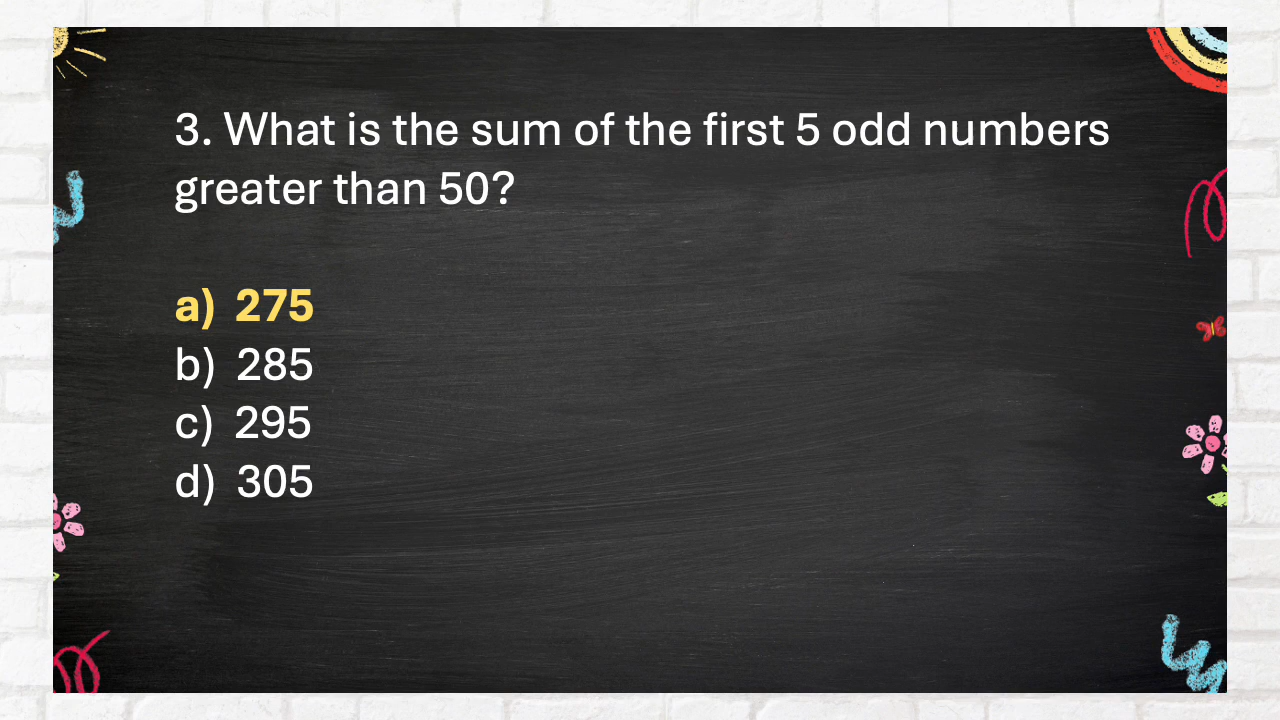 3. What is the sum of the first 5 odd numbers
greater than 50?
a) 275
b) 285
c) 295
d) 305